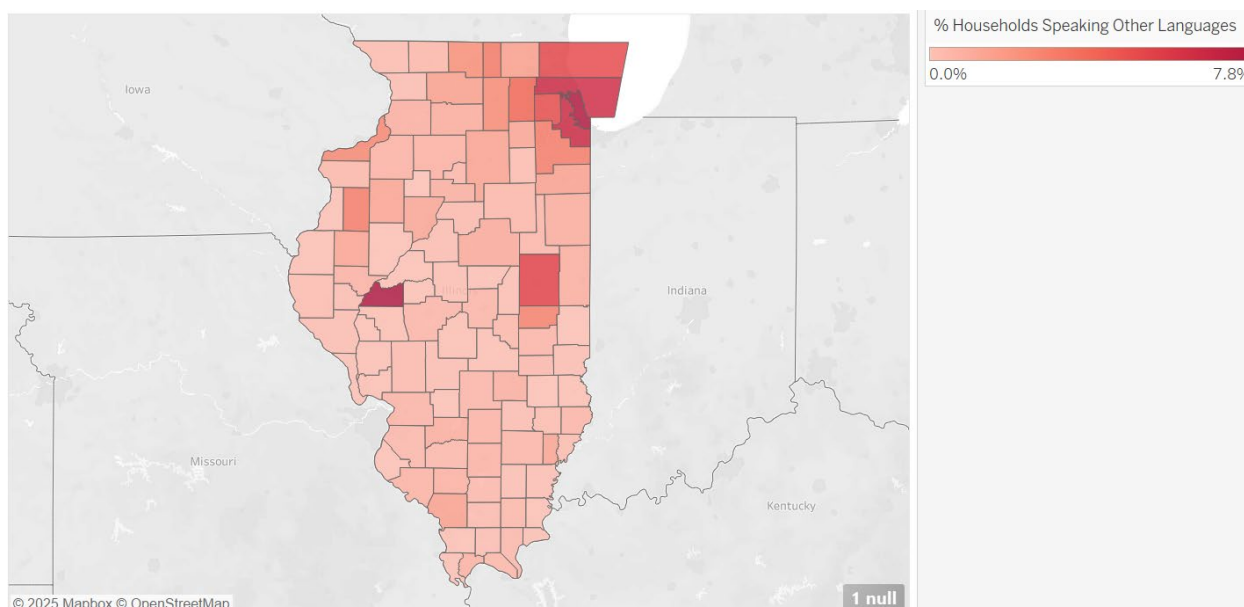 % Households Speaking Other Languages
0.0%
7.8%
Iowa
Indiana
Missouri
Kentucky
© 2025 Mapbox © OpenStreetMap
1 null